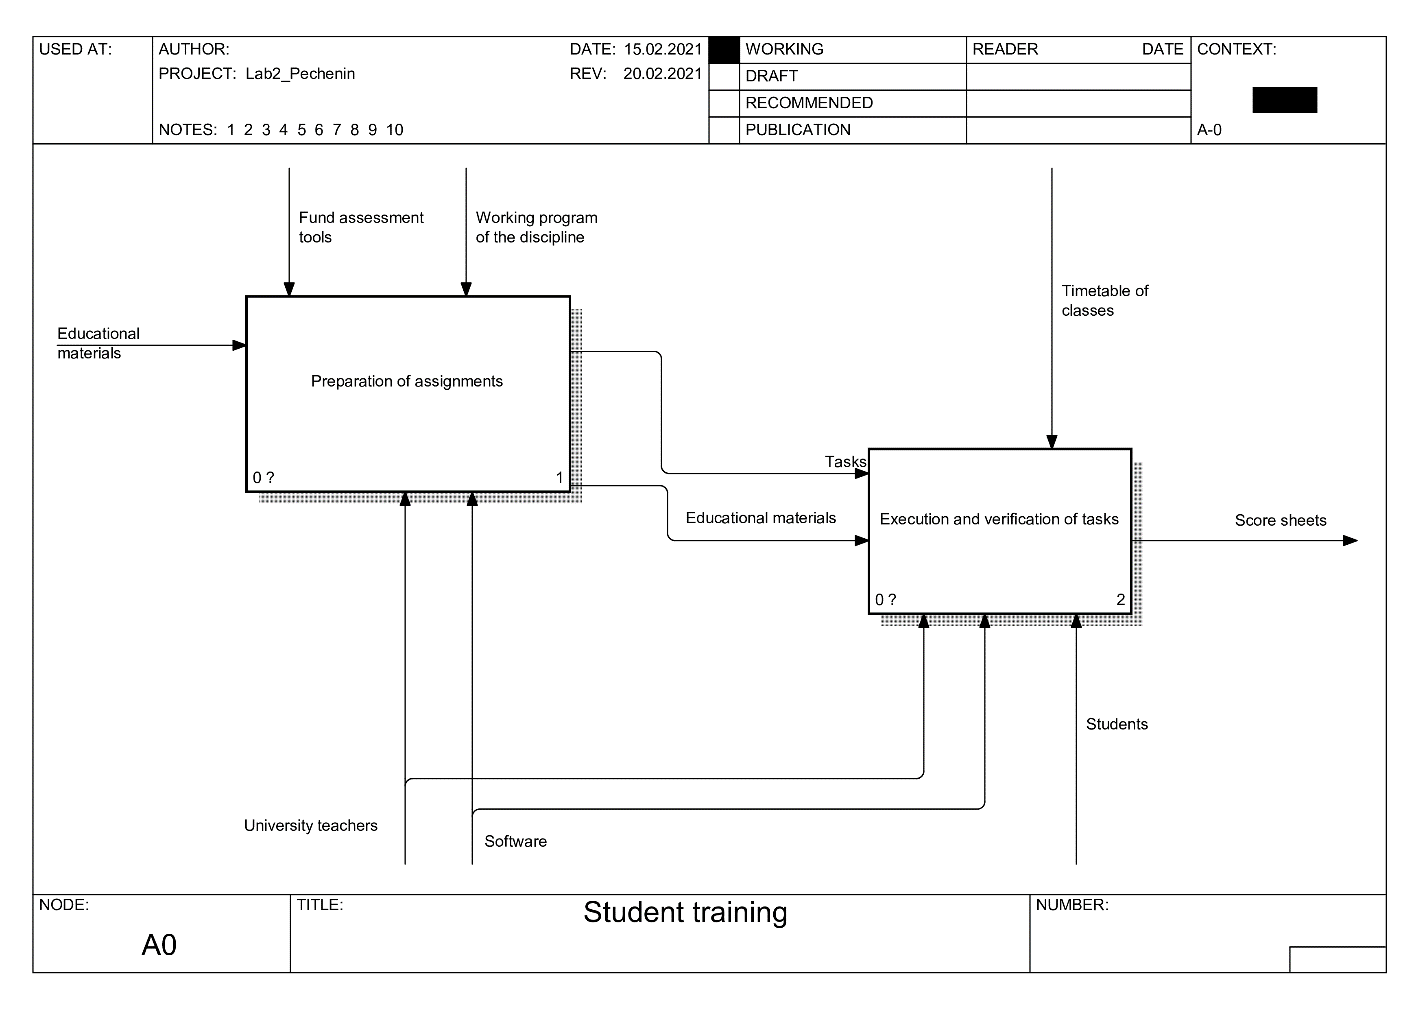 USED AT:
AUTHOR:
DATE: 15.02.2021
PROJECT: Lab2_Pechenin
REV: 20.02.2021
NOTES: 1 2 3 4 5 6 7 8 9 10
WORKING
DRAFT
RECOMMENDED
PUBLICATION
READER
DATE
CONTEXT:
A-0
Fund assessment
tools
Working program
of the discipline
Timetable of
classes
Educational
materials
Preparation of assignments
0 ?
1
Tasks
Educational materials
Execution and verification of tasks
0 ?
2
Score sheets
Students
University teachers
Software
NODE:
A0
TITLE:
Student training
NUMBER: